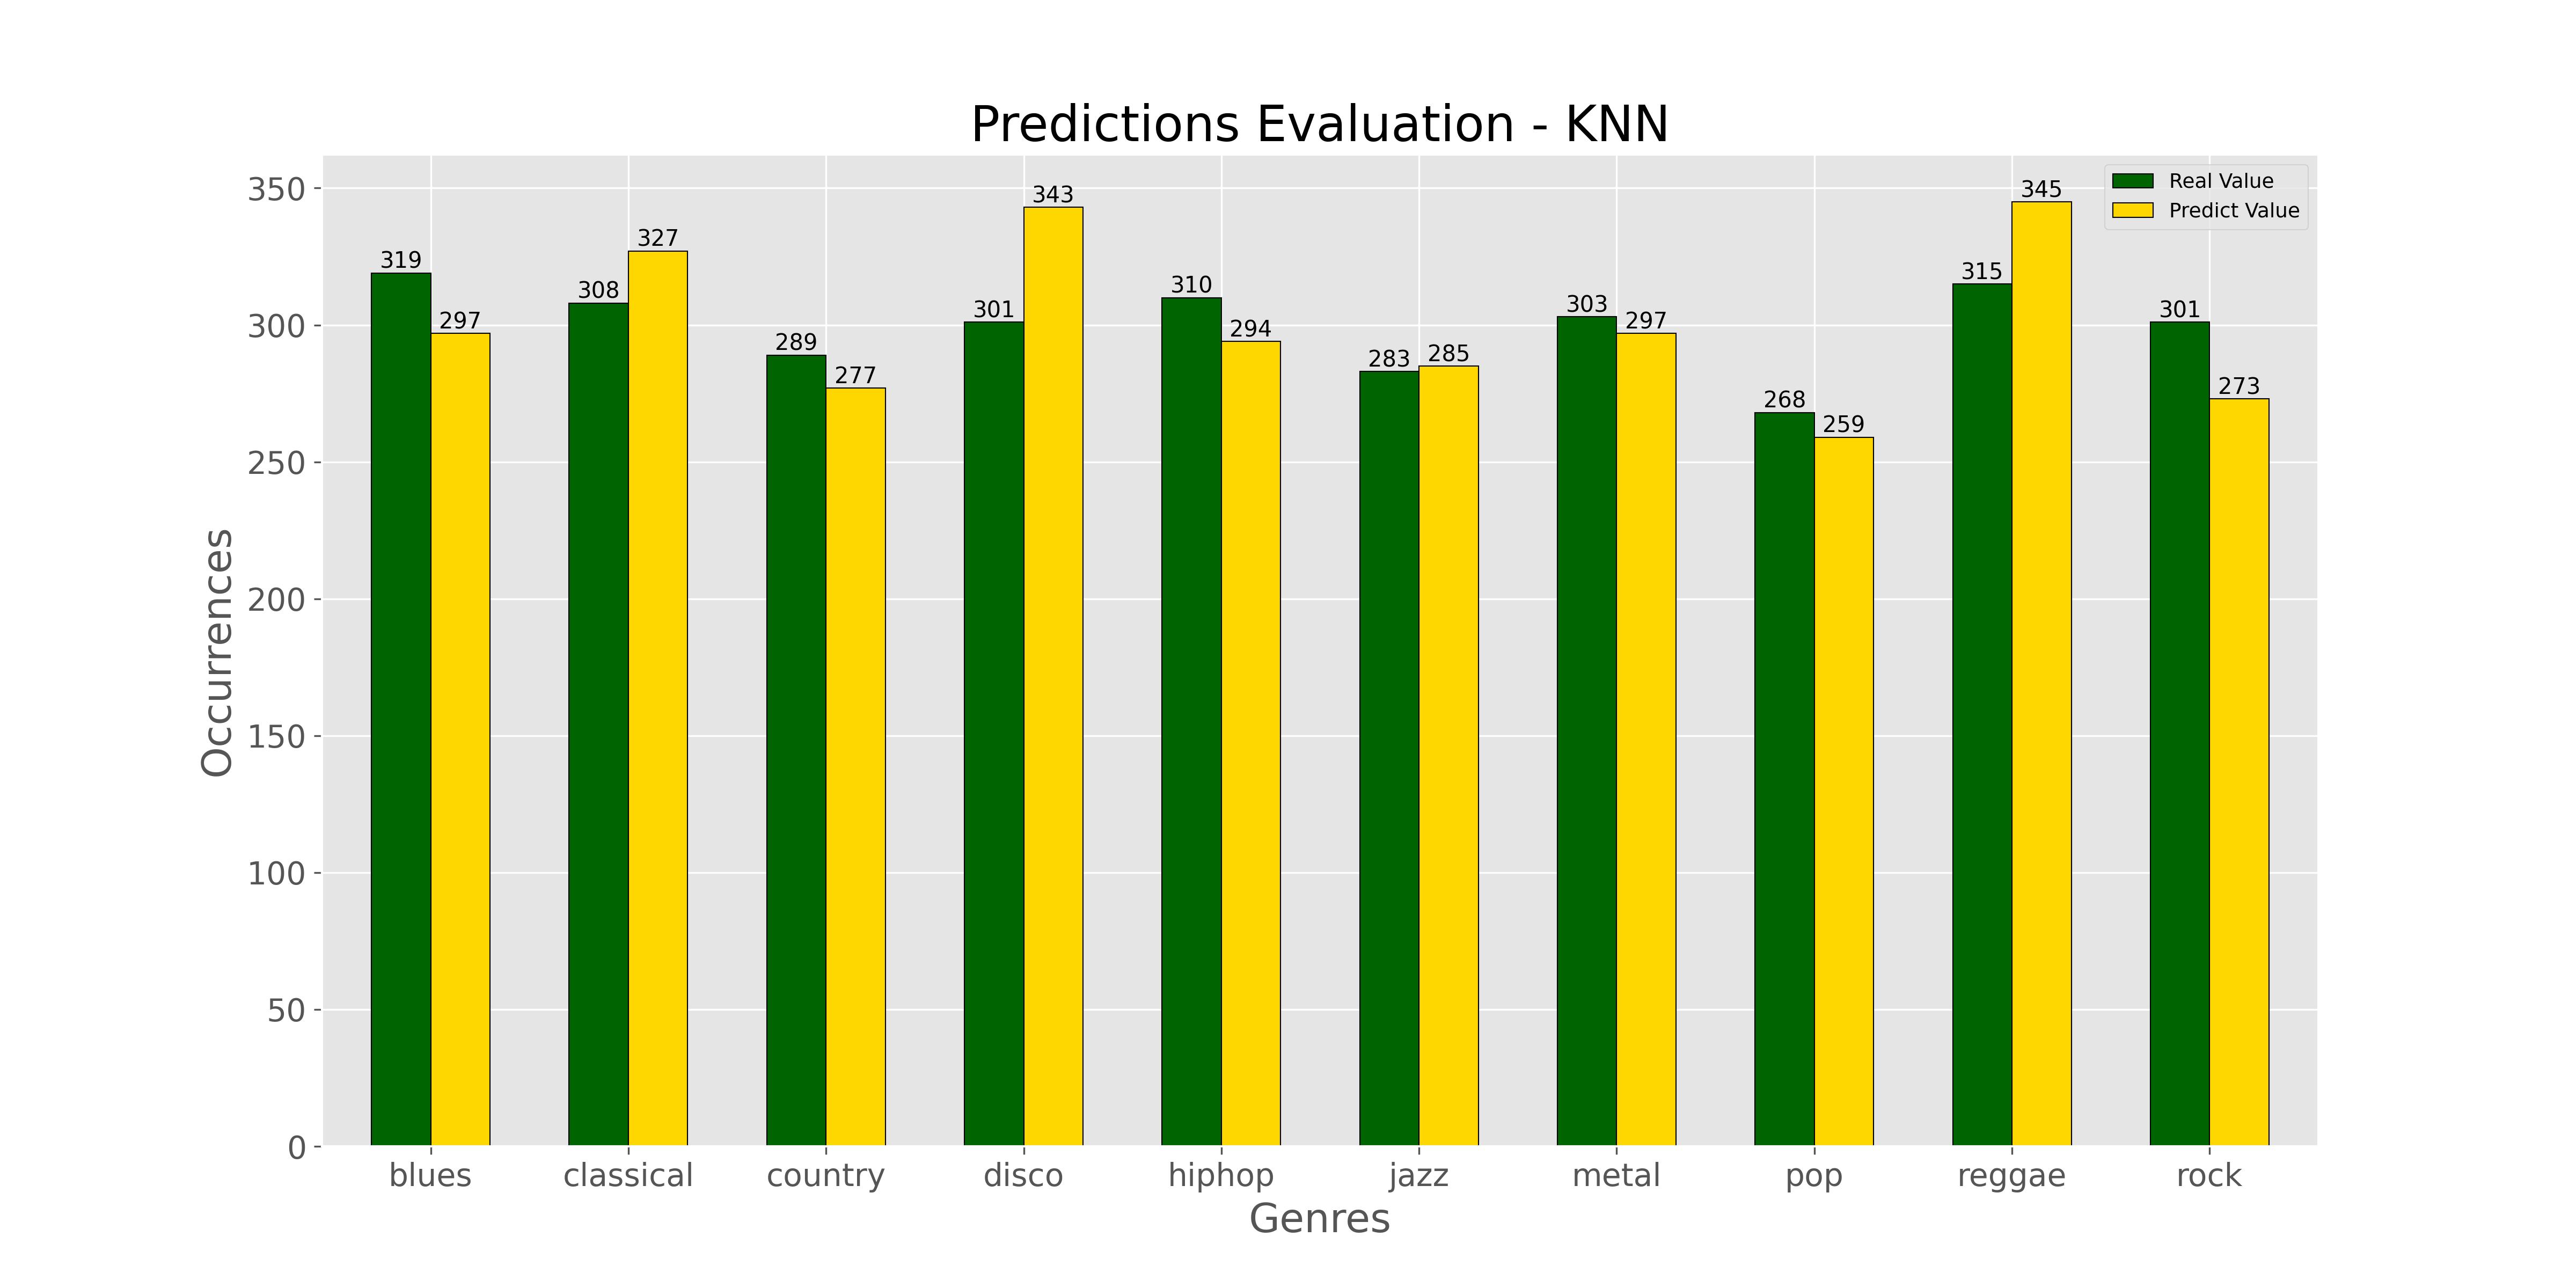 Predictions Evaluation - KNN
Real Value
Predict Value
350
300
250
200
150
100
50
0
Occurrences
319
297
308
327
289
277
301
343
310
294
283
285
303
297
268
259
315
345
301
273
blues
classical
country
disco
hiphop
jazz
metal
pop
reggae
rock
Genres